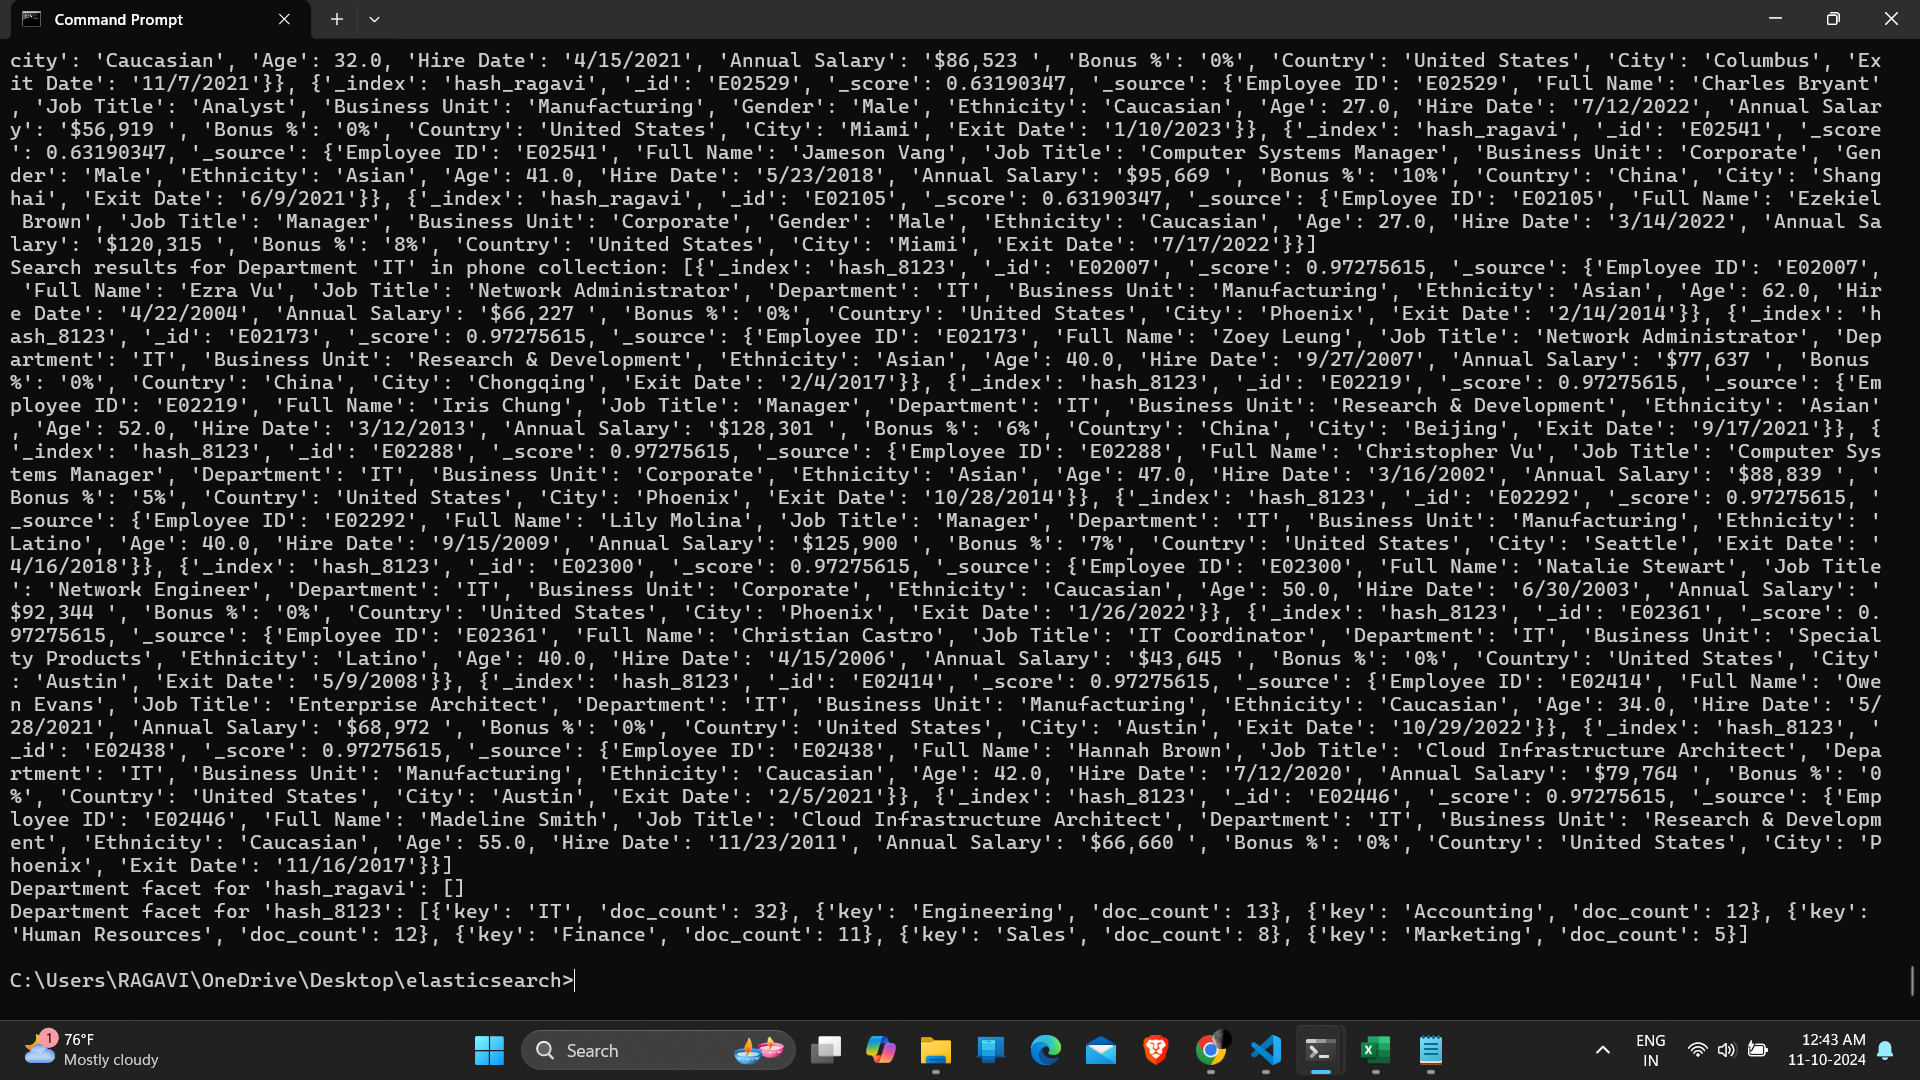 Command Prompt
city': 'Caucasian', 'Age': 32.0, 'Hire Date': '4/15/2021', 'Annual Salary': '$86,523 ', 'Bonus %': '0%', 'Country': 'United States', 'City': 'Columbus', 'Ex
it Date': '11/7/2021'}}, {'_index': 'hash_ragavi', '_id': 'E02529', '_score': 0.63190347, '_source': {'Employee ID': 'E02529', 'Full Name': 'Charles Bryant'
, 'Job Title': 'Analyst', 'Business Unit': 'Manufacturing', 'Gender': 'Male', 'Ethnicity': 'Caucasian', 'Age': 27.0, 'Hire Date': '7/12/2022', 'Annual Salar
y': '$56,919 ', 'Bonus %': '0%', 'Country': 'United States', 'City': 'Miami', 'Exit Date': '1/10/2023'}}, {'_index': 'hash_ragavi', '_id': 'E02541', '_score
': 0.63190347, '_source': {'Employee ID': 'E02541', 'Full Name': 'Jameson Vang', 'Job Title': 'Computer Systems Manager', 'Business Unit': 'Corporate', 'Gen
der': 'Male', 'Ethnicity': 'Asian', 'Age': 41.0, 'Hire Date': '5/23/2018', 'Annual Salary': '$95,669 ', 'Bonus %': '10%', 'Country': 'China', 'City': 'Shang
hai', 'Exit Date': '6/9/2021'}}, {'_index': 'hash_ragavi', '_id': 'E02105', '_score': 0.63190347, '_source': {'Employee ID': 'E02105', 'Full Name': 'Ezekiel
 Brown', 'Job Title': 'Manager', 'Business Unit': 'Corporate', 'Gender': 'Male', 'Ethnicity': 'Caucasian', 'Age': 27.0, 'Hire Date': '3/14/2022', 'Annual Sa
lary': '$120,315 ', 'Bonus %': '8%', 'Country': 'United States', 'City': 'Miami', 'Exit Date': '7/17/2022'}}]
Search results for Department 'IT' in phone collection: [{'_index': 'hash_8123', '_id': 'E02007', '_score': 0.97275615, '_source': {'Employee ID': 'E02007',
 'Full Name': 'Ezra Vu', 'Job Title': 'Network Administrator', 'Department': 'IT', 'Business Unit': 'Manufacturing', 'Ethnicity': 'Asian', 'Age': 62.0, 'Hir
e Date': '4/22/2004', 'Annual Salary': '$66,227 ', 'Bonus %': '0%', 'Country': 'United States', 'City': 'Phoenix', 'Exit Date': '2/14/2014'}}, {'_index': 'h
ash_8123', '_id': 'E02173', '_score': 0.97275615, '_source': {'Employee ID': 'E02173', 'Full Name': 'Zoey Leung', 'Job Title': 'Network Administrator', 'Dep
artment': 'IT', 'Business Unit': 'Research & Development', 'Ethnicity': 'Asian', 'Age': 40.0, 'Hire Date': '9/27/2007', 'Annual Salary': '$77,637 ', 'Bonus 
%': '0%', 'Country': 'China', 'City': 'Chongqing', 'Exit Date': '2/4/2017'}}, {'_index': 'hash_8123', '_id': 'E02219', '_score': 0.97275615, '_source': {'Em
ployee ID': 'E02219', 'Full Name': 'Iris Chung', 'Job Title': 'Manager', 'Department': 'IT', 'Business Unit': 'Research & Development', 'Ethnicity': 'Asian'
, 'Age': 52.0, 'Hire Date': '3/12/2013', 'Annual Salary': '$128,301 ', 'Bonus %': '6%', 'Country': 'China', 'City': 'Beijing', 'Exit Date': '9/17/2021'}}, {
'_index': 'hash_8123', '_id': 'E02288', '_score': 0.97275615, '_source': {'Employee ID': 'E02288', 'Full Name': 'Christopher Vu', 'Job Title': 'Computer Sys
tems Manager', 'Department': 'IT', 'Business Unit': 'Corporate', 'Ethnicity': 'Asian', 'Age': 47.0, 'Hire Date': '3/16/2002', 'Annual Salary': '$88,839 ', '
Bonus %': '5%', 'Country': 'United States', 'City': 'Phoenix', 'Exit Date': '10/28/2014'}}, {'_index': 'hash_8123', '_id': 'E02292', '_score': 0.97275615, '
_source': {'Employee ID': 'E02292', 'Full Name': 'Lily Molina', 'Job Title': 'Manager', 'Department': 'IT', 'Business Unit': 'Manufacturing', 'Ethnicity': '
Latino', 'Age': 40.0, 'Hire Date': '9/15/2009', 'Annual Salary': '$125,900 ', 'Bonus %': '7%', 'Country': 'United States', 'City': 'Seattle', 'Exit Date': '
4/16/2018'}}, {'_index': 'hash_8123', '_id': 'E02300', '_score': 0.97275615, '_source': {'Employee ID': 'E02300', 'Full Name': 'Natalie Stewart', 'Job Title
': 'Network Engineer', 'Department': 'IT', 'Business Unit': 'Corporate', 'Ethnicity': 'Caucasian', 'Age': 50.0, 'Hire Date': '6/30/2003', 'Annual Salary': '
$92,344 ', 'Bonus %': '0%', 'Country': 'United States', 'City': 'Phoenix', 'Exit Date': '1/26/2022'}}, {'_index': 'hash_8123', '_id': 'E02361', '_score': 0.
97275615, '_source': {'Employee ID': 'E02361', 'Full Name': 'Christian Castro', 'Job Title': 'IT Coordinator', 'Department': 'IT', 'Business Unit': 'Special
ty Products', 'Ethnicity': 'Latino', 'Age': 40.0, 'Hire Date': '4/15/2006', 'Annual Salary': '$43,645 ', 'Bonus %': '0%', 'Country': 'United States', 'City'
: 'Austin', 'Exit Date': '5/9/2008'}}, {'_index': 'hash_8123', '_id': 'E02414', '_score': 0.97275615, '_source': {'Employee ID': 'E02414', 'Full Name': 'Owe
n Evans', 'Job Title': 'Enterprise Architect', 'Department': 'IT', 'Business Unit': 'Manufacturing', 'Ethnicity': 'Caucasian', 'Age': 34.0, 'Hire Date': '5/
28/2021', 'Annual Salary': '$68,972 ', 'Bonus %': '0%', 'Country': 'United States', 'City': 'Austin', 'Exit Date': '10/29/2022'}}, {'_index': 'hash_8123', '
_id': 'E02438', '_score': 0.97275615, '_source': {'Employee ID': 'E02438', 'Full Name': 'Hannah Brown', 'Job Title': 'Cloud Infrastructure Architect', 'Depa
rtment': 'IT', 'Business Unit': 'Manufacturing', 'Ethnicity': 'Caucasian', 'Age': 42.0, 'Hire Date': '7/12/2020', 'Annual Salary': '$79,764 ', 'Bonus %': '0
%', 'Country': 'United States', 'City': 'Austin', 'Exit Date': '2/5/2021'}}, {'_index': 'hash_8123', '_id': 'E02446', '_score': 0.97275615, '_source': {'Emp
loyee ID': 'E02446', 'Full Name': 'Madeline Smith', 'Job Title': 'Cloud Infrastructure Architect', 'Department': 'IT', 'Business Unit': 'Research & Developm
ent', 'Ethnicity': 'Caucasian', 'Age': 55.0, 'Hire Date': '11/23/2011', 'Annual Salary': '$66,660 ', 'Bonus %': '0%', 'Country': 'United States', 'City': 'P
hoenix', 'Exit Date': '11/16/2017'}}]
Department facet for 'hash_ragavi': []
Department facet for 'hash_8123': [{'key': 'IT', 'doc_count': 32}, {'key': 'Engineering', 'doc_count': 13}, {'key': 'Accounting', 'doc_count': 12}, {'key': 
'Human Resources', 'doc_count': 12}, {'key': 'Finance', 'doc_count': 11}, {'key': 'Sales', 'doc_count': 8}, {'key': 'Marketing', 'doc_count': 5}]
C:\Users\RAGAVI\OneDrive\Desktop\elasticsearch>
1
76°F
Mostly cloudy
Search
ENG
IN
12:43 AM
11-10-2024